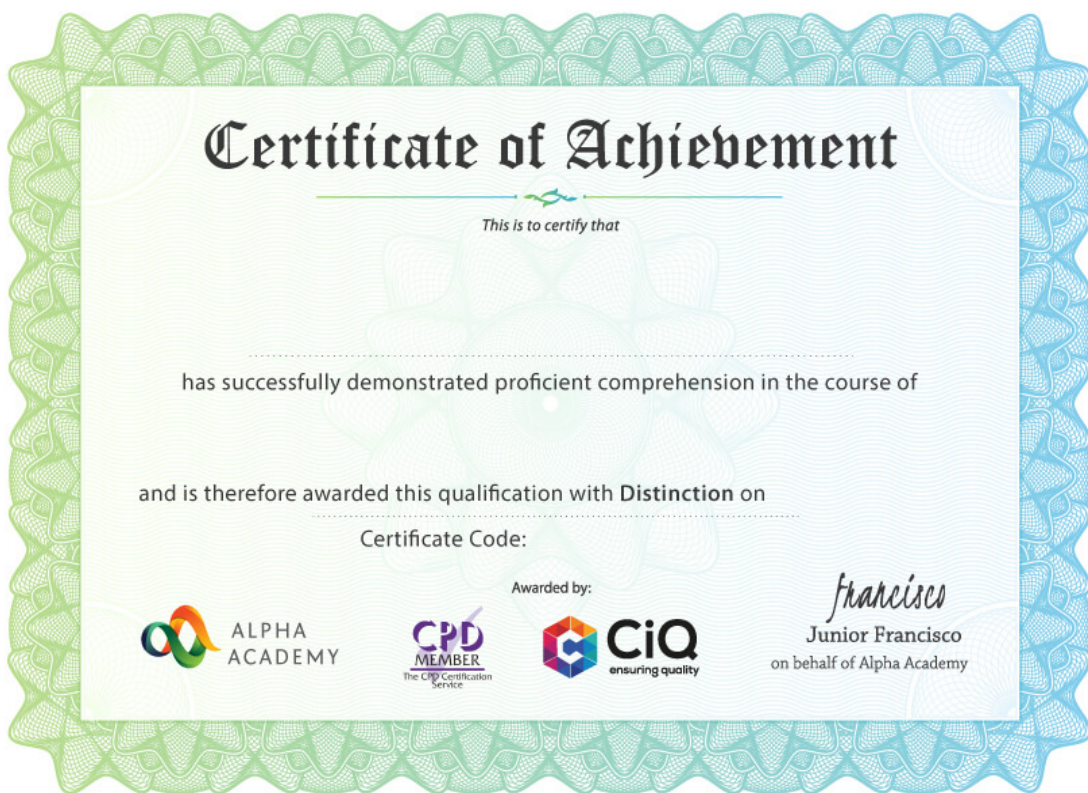 Certificate of Achievement
This is to certify that
has successfully demonstrated proficient comprehension in the course of
and is therefore awarded this qualification with Distinction on
Certificate Code:
Awarded by:
ALPHA
ACADEMY
CPD
MEMBER
The CPD Certification
Service
CiQ
ensuring quality
Francisco
Junior Francisco
on behalf of Alpha Academy